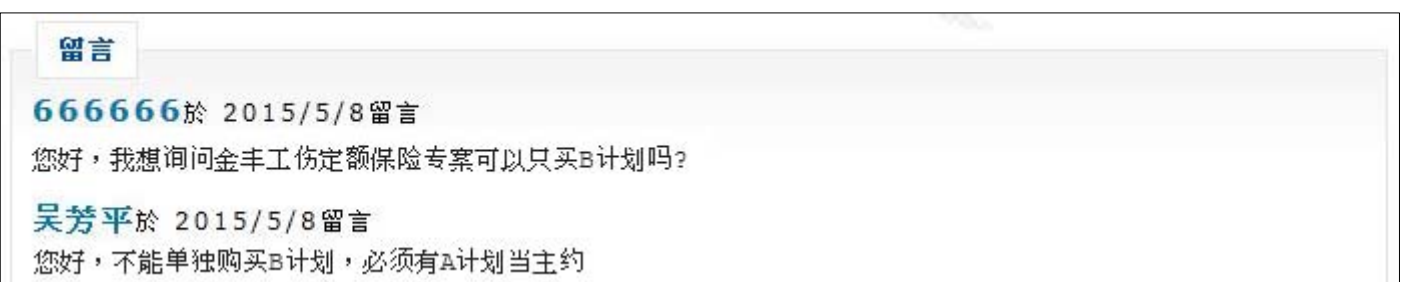 留言
666666於 2015/5/8留言
您好，我想询问金丰工伤定额保险专案可以只买B计划吗?
吴芳平於 2015/5/8留言
您好，不能单独购买B计划，必须有A计划当主约